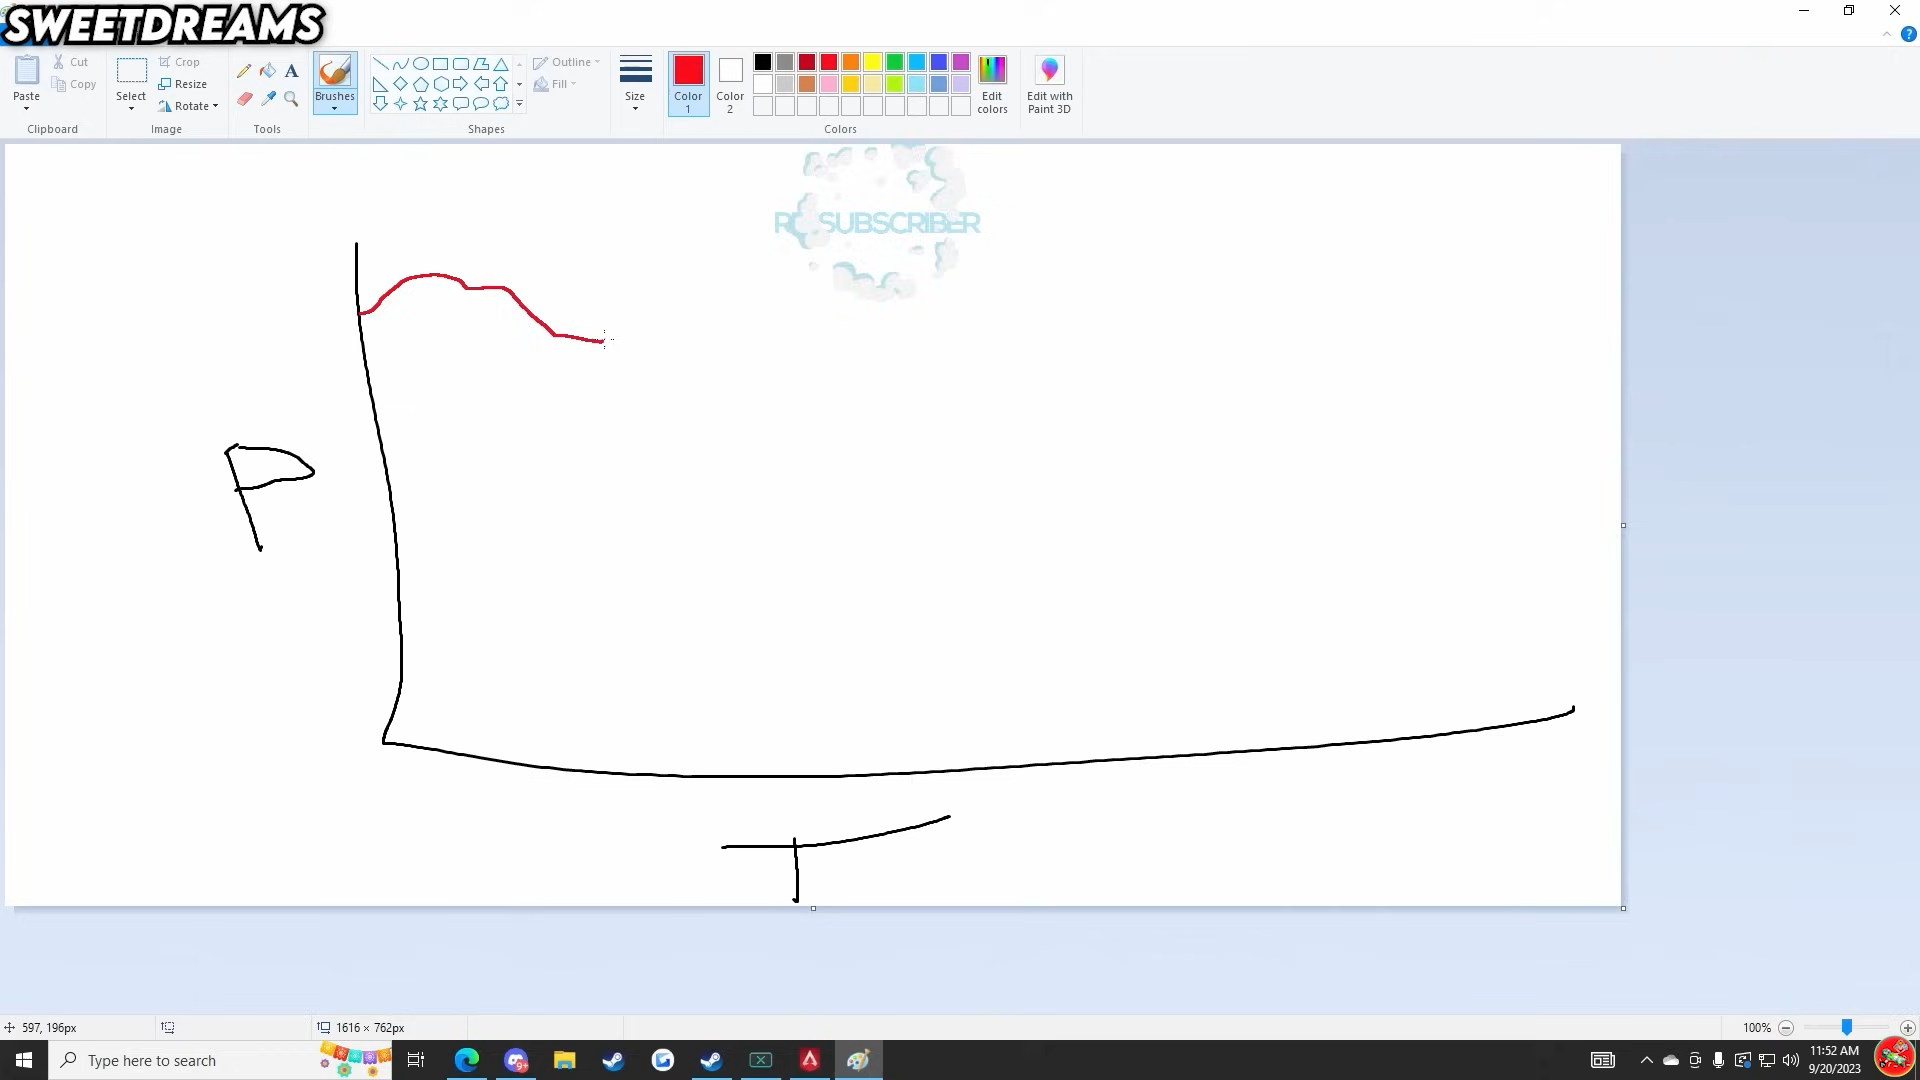 SWEETDREAMS
Paste
Cut
Copy
Clipboard
Select
Crop
Resize
Rotate
Image
A
Tools
Brushes
Outline
Fill
Shapes
Size
Color 1
Color 2
Edit colors
Edit with Paint 3D
Colors
SUBSCRIBER
P
T
597, 196px
1616 × 762px
100%
Type here to search
9+
11:52 AM
9/20/2023